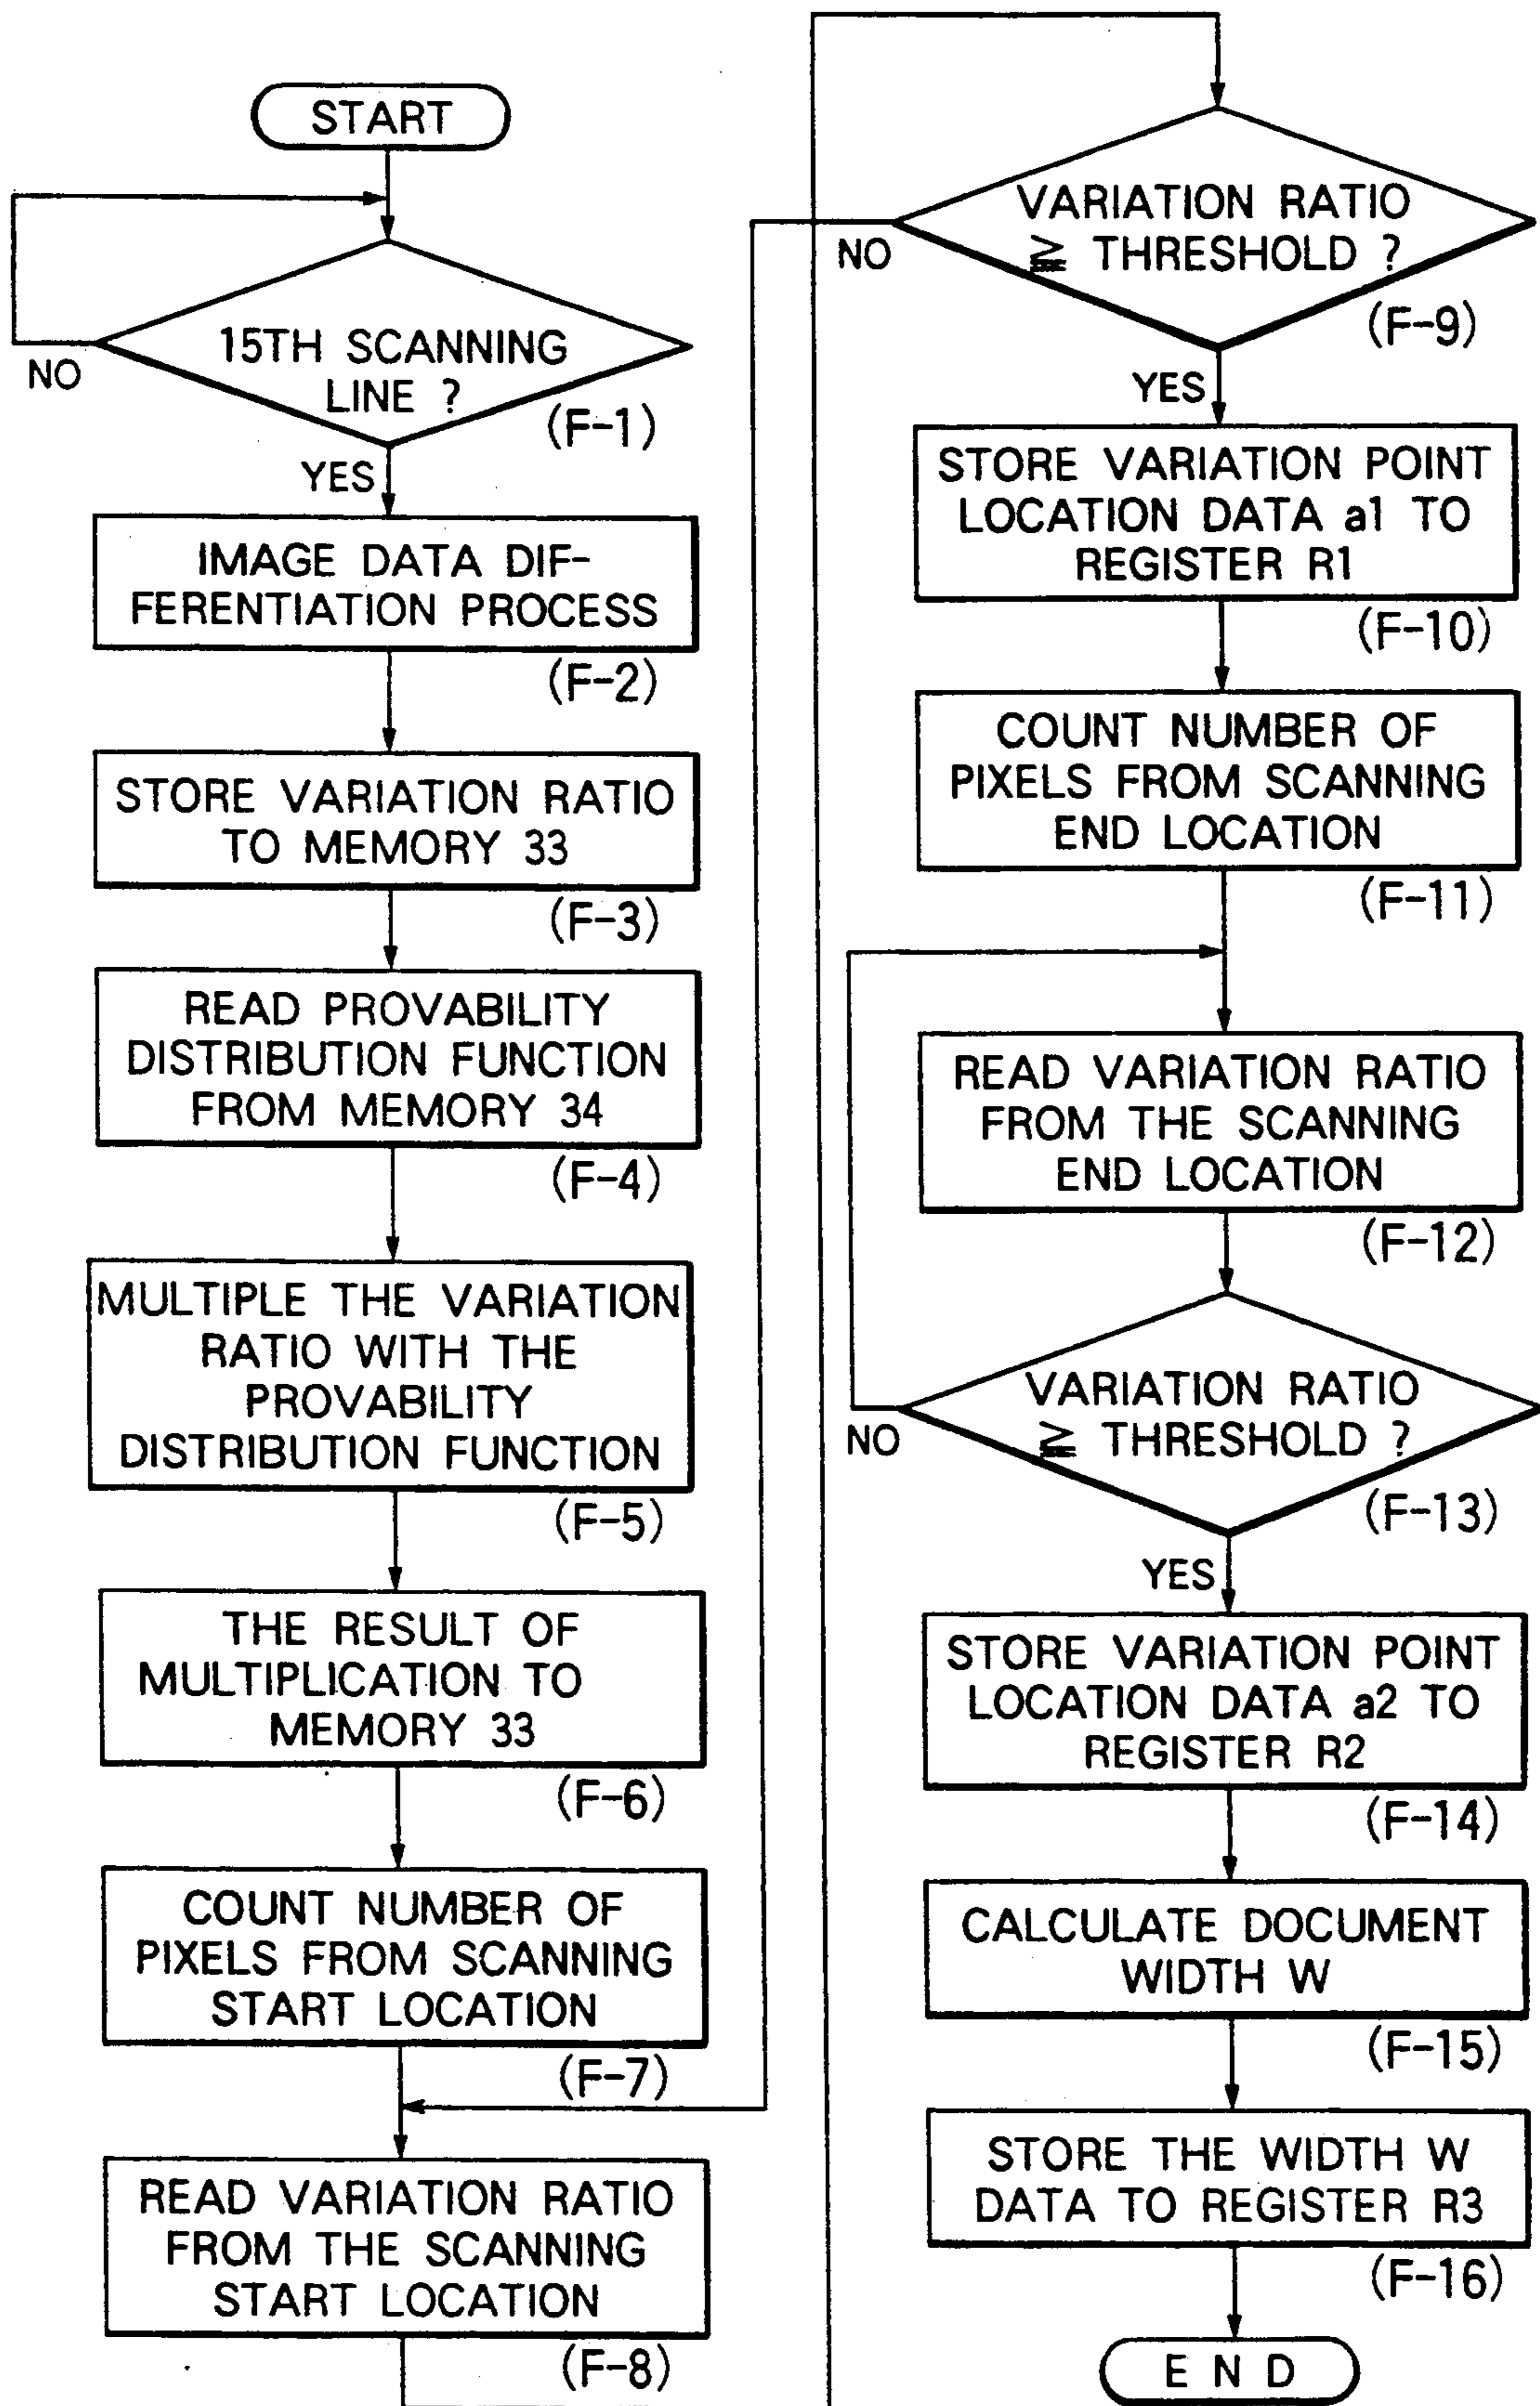 START
15TH SCANNING
LINE ?
NO
(F-1)
YES
IMAGE DATA DIF-
FERENTIATION PROCESS
(F-2)
STORE VARIATION RATIO
TO MEMORY 33
(F-3)
READ PROVABILITY
DISTRIBUTION FUNCTION
FROM MEMORY 34
(F-4)
MULTIPLE THE VARIATION
RATIO WITH THE
PROVABILITY
DISTRIBUTION FUNCTION
(F-5)
THE RESULT OF
MULTIPLICATION TO
MEMORY 33
(F-6)
COUNT NUMBER OF
PIXELS FROM SCANNING
START LOCATION
(F-7)
READ VARIATION RATIO
FROM THE SCANNING
START LOCATION
(F-8)
VARIATION RATIO
≧ THRESHOLD ?
NO
(F-9)
YES
STORE VARIATION POINT
LOCATION DATA a1 TO
REGISTER R1
(F-10)
COUNT NUMBER OF
PIXELS FROM SCANNING
END LOCATION
(F-11)
READ VARIATION RATIO
FROM THE SCANNING
END LOCATION
(F-12)
VARIATION RATIO
≧ THRESHOLD ?
NO
(F-13)
YES
STORE VARIATION POINT
LOCATION DATA a2 TO
REGISTER R2
(F-14)
CALCULATE DOCUMENT
WIDTH W
(F-15)
STORE THE WIDTH W
DATA TO REGISTER R3
(F-16)
END